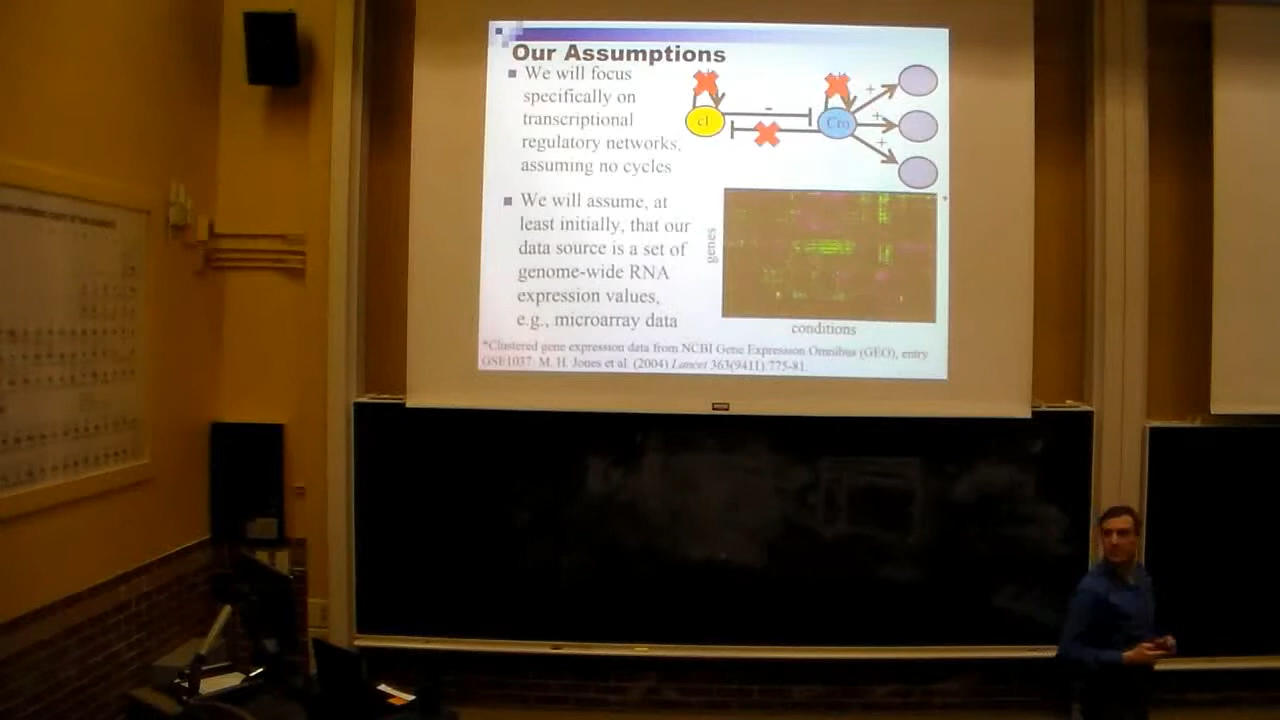 Our Assumptions
We will focus
specifically on
transcriptional
regulatory networks,
assuming no cycles
cI
-
Cro
+
+
+
We will assume, at
least initially, that our
data source is a set of
genome-wide RNA
expression values,
e.g., microarray data
genes
*
conditions
*Clustered gene expression data from NCBI Gene Expression Omnibus (GEO), entry
GSE1037: M. H. Jones et al. (2004) Lancet 363(9411):775-81.